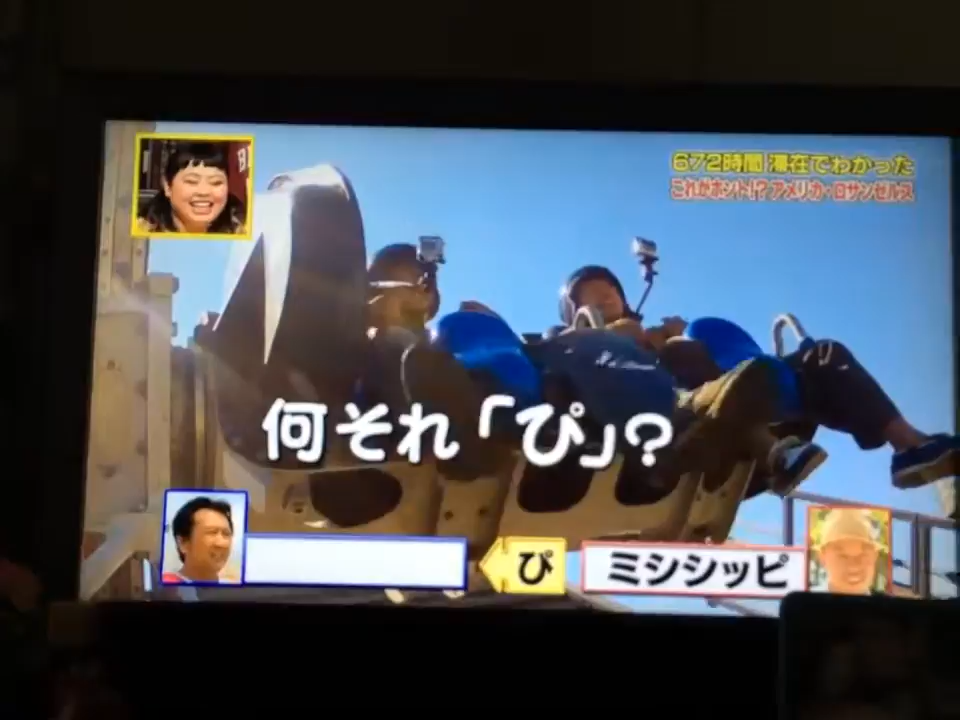 672時間 滞在でわかった
これがホント!? アメリカ・ロサンゼルス
何それ「ぴ」?
ぴ
ミシシッピ